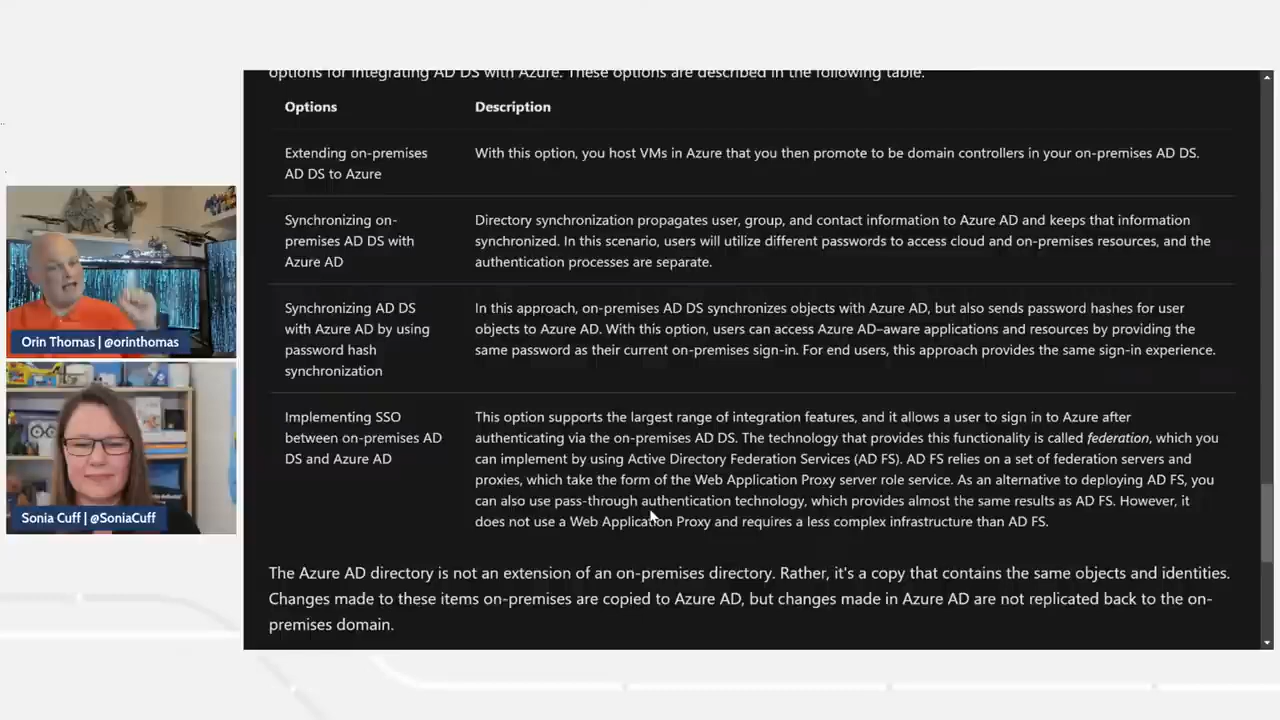 options for integrating AD DS with Azure. These options are described in the following table.
Options
Description
Extending on-premises
AD DS to Azure
With this option, you host VMs in Azure that you then promote to be domain controllers in your on-premises AD DS.
Synchronizing on-
premises AD DS with
Azure AD
Directory synchronization propagates user, group, and contact information to Azure AD and keeps that information
synchronized. In this scenario, users will utilize different passwords to access cloud and on-premises resources, and the
authentication processes are separate.
Synchronizing AD DS
with Azure AD by using
password hash
synchronization
In this approach, on-premises AD DS synchronizes objects with Azure AD, but also sends password hashes for user
objects to Azure AD. With this option, users can access Azure AD–aware applications and resources by providing the
same password as their current on-premises sign-in. For end users, this approach provides the same sign-in experience.
Implementing SSO
between on-premises AD
DS and Azure AD
This option supports the largest range of integration features, and it allows a user to sign in to Azure after
authenticating via the on-premises AD DS. The technology that provides this functionality is called federation, which you
can implement by using Active Directory Federation Services (AD FS). AD FS relies on a set of federation servers and
proxies, which take the form of the Web Application Proxy server role service. As an alternative to deploying AD FS, you
can also use pass-through authentication technology, which provides almost the same results as AD FS. However, it
does not use a Web Application Proxy and requires a less complex infrastructure than AD FS.
The Azure AD directory is not an extension of an on-premises directory. Rather, it's a copy that contains the same objects and identities.
Changes made to these items on-premises are copied to Azure AD, but changes made in Azure AD are not replicated back to the on-
premises domain.
Orin Thomas | @orinthomas
Sonia Cuff | @SoniaCuff